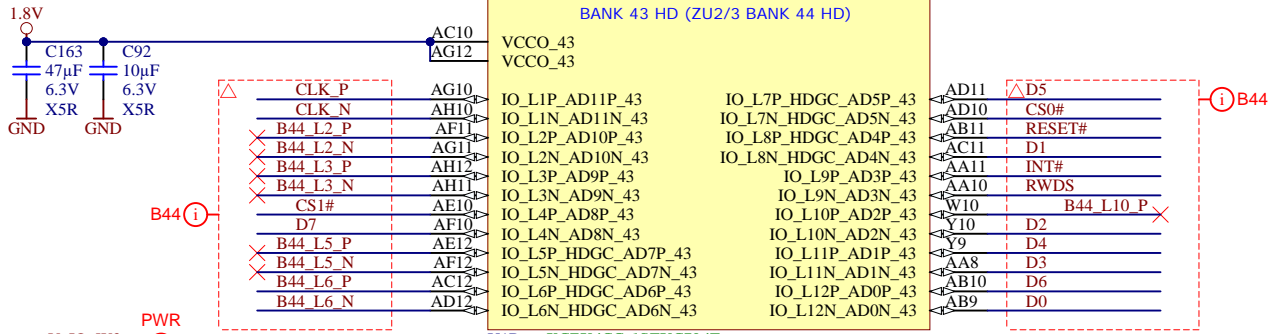 1.8V
BANK 43 HD (ZU2/3 BANK 44 HD)
C163
47µF
6.3V
X5R
GND
C92
10µF
6.3V
X5R
GND
AC10 VCCO_43
AG12 VCCO_43
CLK_P AG10 IO_L1P_AD11P_43
CLK_N AH10 IO_L1N_AD11N_43
B44_L2_P AF11 IO_L2P_AD10P_43
B44_L2_N AG11 IO_L2N_AD10N_43
B44_L3_P AH12 IO_L3P_AD9P_43
B44_L3_N AH11 IO_L3N_AD9N_43
CS1# AE10 IO_L4P_AD8P_43
D7 AF10 IO_L4N_AD8N_43
B44_L5_P AE12 IO_L5P_HDGC_AD7P_43
B44_L5_N AF12 IO_L5N_HDGC_AD7N_43
B44_L6_P AC12 IO_L6P_HDGC_AD6P_43
B44_L6_N AD12 IO_L6N_HDGC_AD6N_43
B44 i
IO_L7P_HDGC_AD5P_43 AD11 D5
IO_L7N_HDGC_AD5N_43 AD10 CS0#
IO_L8P_HDGC_AD4P_43 AB11 RESET#
IO_L8N_HDGC_AD4N_43 AC11 D1
IO_L9P_AD3P_43 AA11 INT#
IO_L9N_AD3N_43 AA10 RWDS
IO_L10P_AD2P_43 W10 B44_L10_P
IO_L10N_AD2N_43 Y10 D2
IO_L11P_AD1P_43 Y9 D4
IO_L11N_AD1N_43 AA8 D3
IO_L12P_AD0P_43 AB10 D6
IO_L12N_AD0N_43 AB9 D0
i B44
PWR